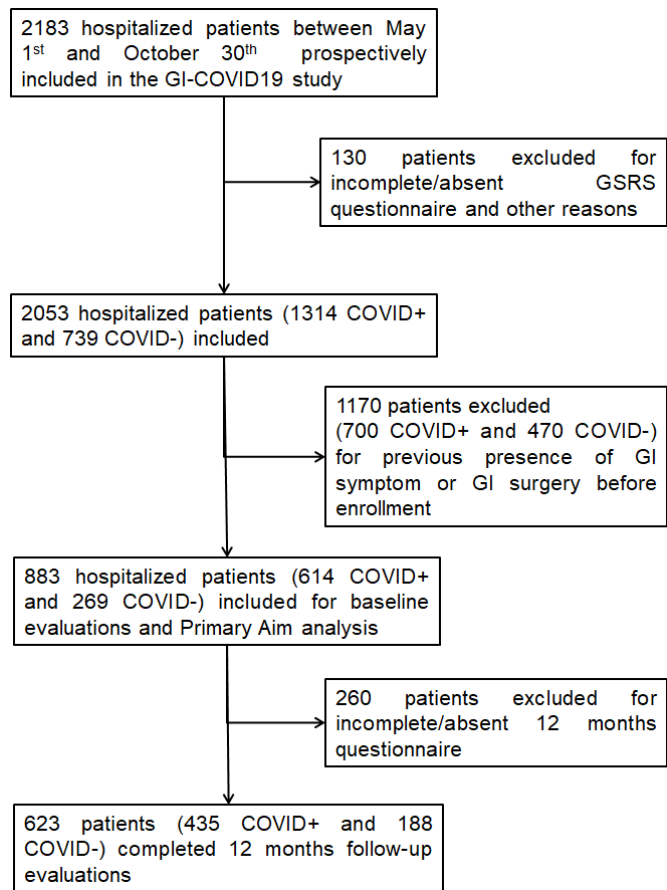 2183 hospitalized patients between May
1st and October 30th prospectively
included in the GI-COVID19 study
130 patients excluded for
incomplete/absent GSRS
questionnaire and other reasons
2053 hospitalized patients (1314 COVID+
and 739 COVID-) included
1170 patients excluded
(700 COVID+ and 470 COVID-)
for previous presence of GI
symptom or GI surgery before
enrollment
883 hospitalized patients (614 COVID+
and 269 COVID-) included for baseline
evaluations and Primary Aim analysis
260 patients excluded for
incomplete/absent 12 months
questionnaire
623 patients (435 COVID+ and 188
COVID-) completed 12 months follow-up
evaluations